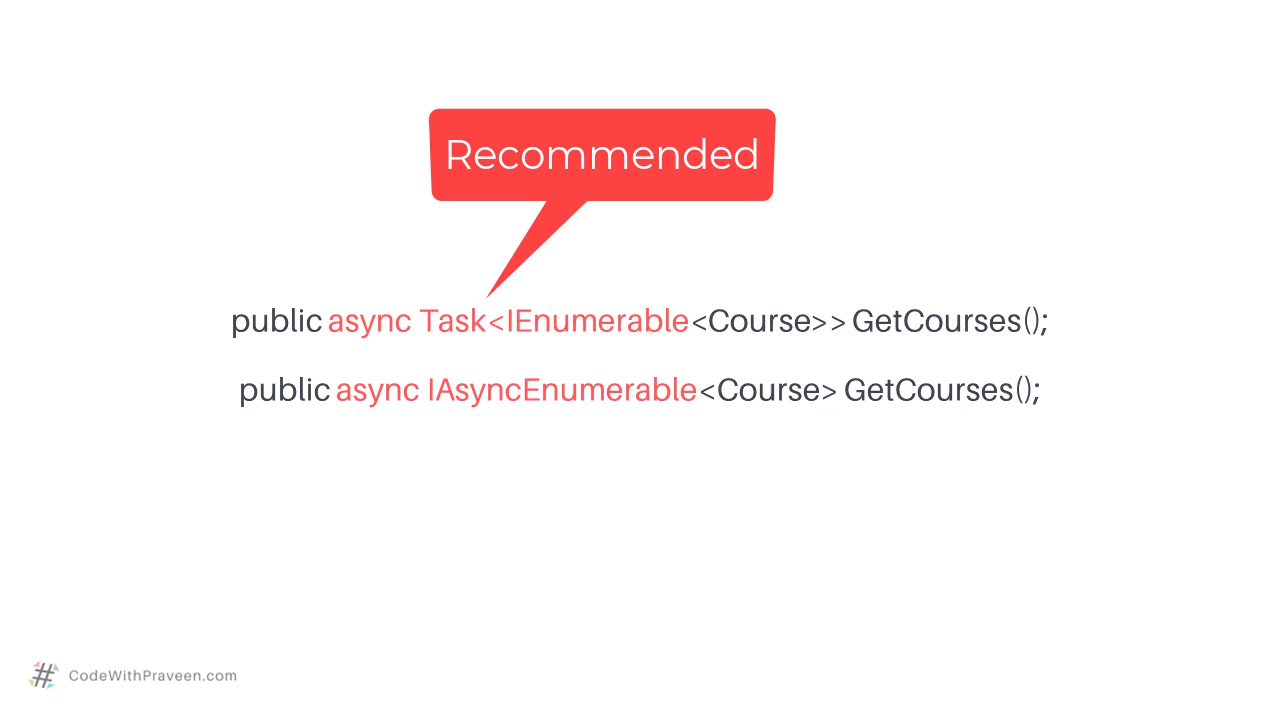 Recommended
public async Task<IEnumerable<Course>> GetCourses();
public async IAsyncEnumerable<Course> GetCourses();
# CodeWithPraveen.com